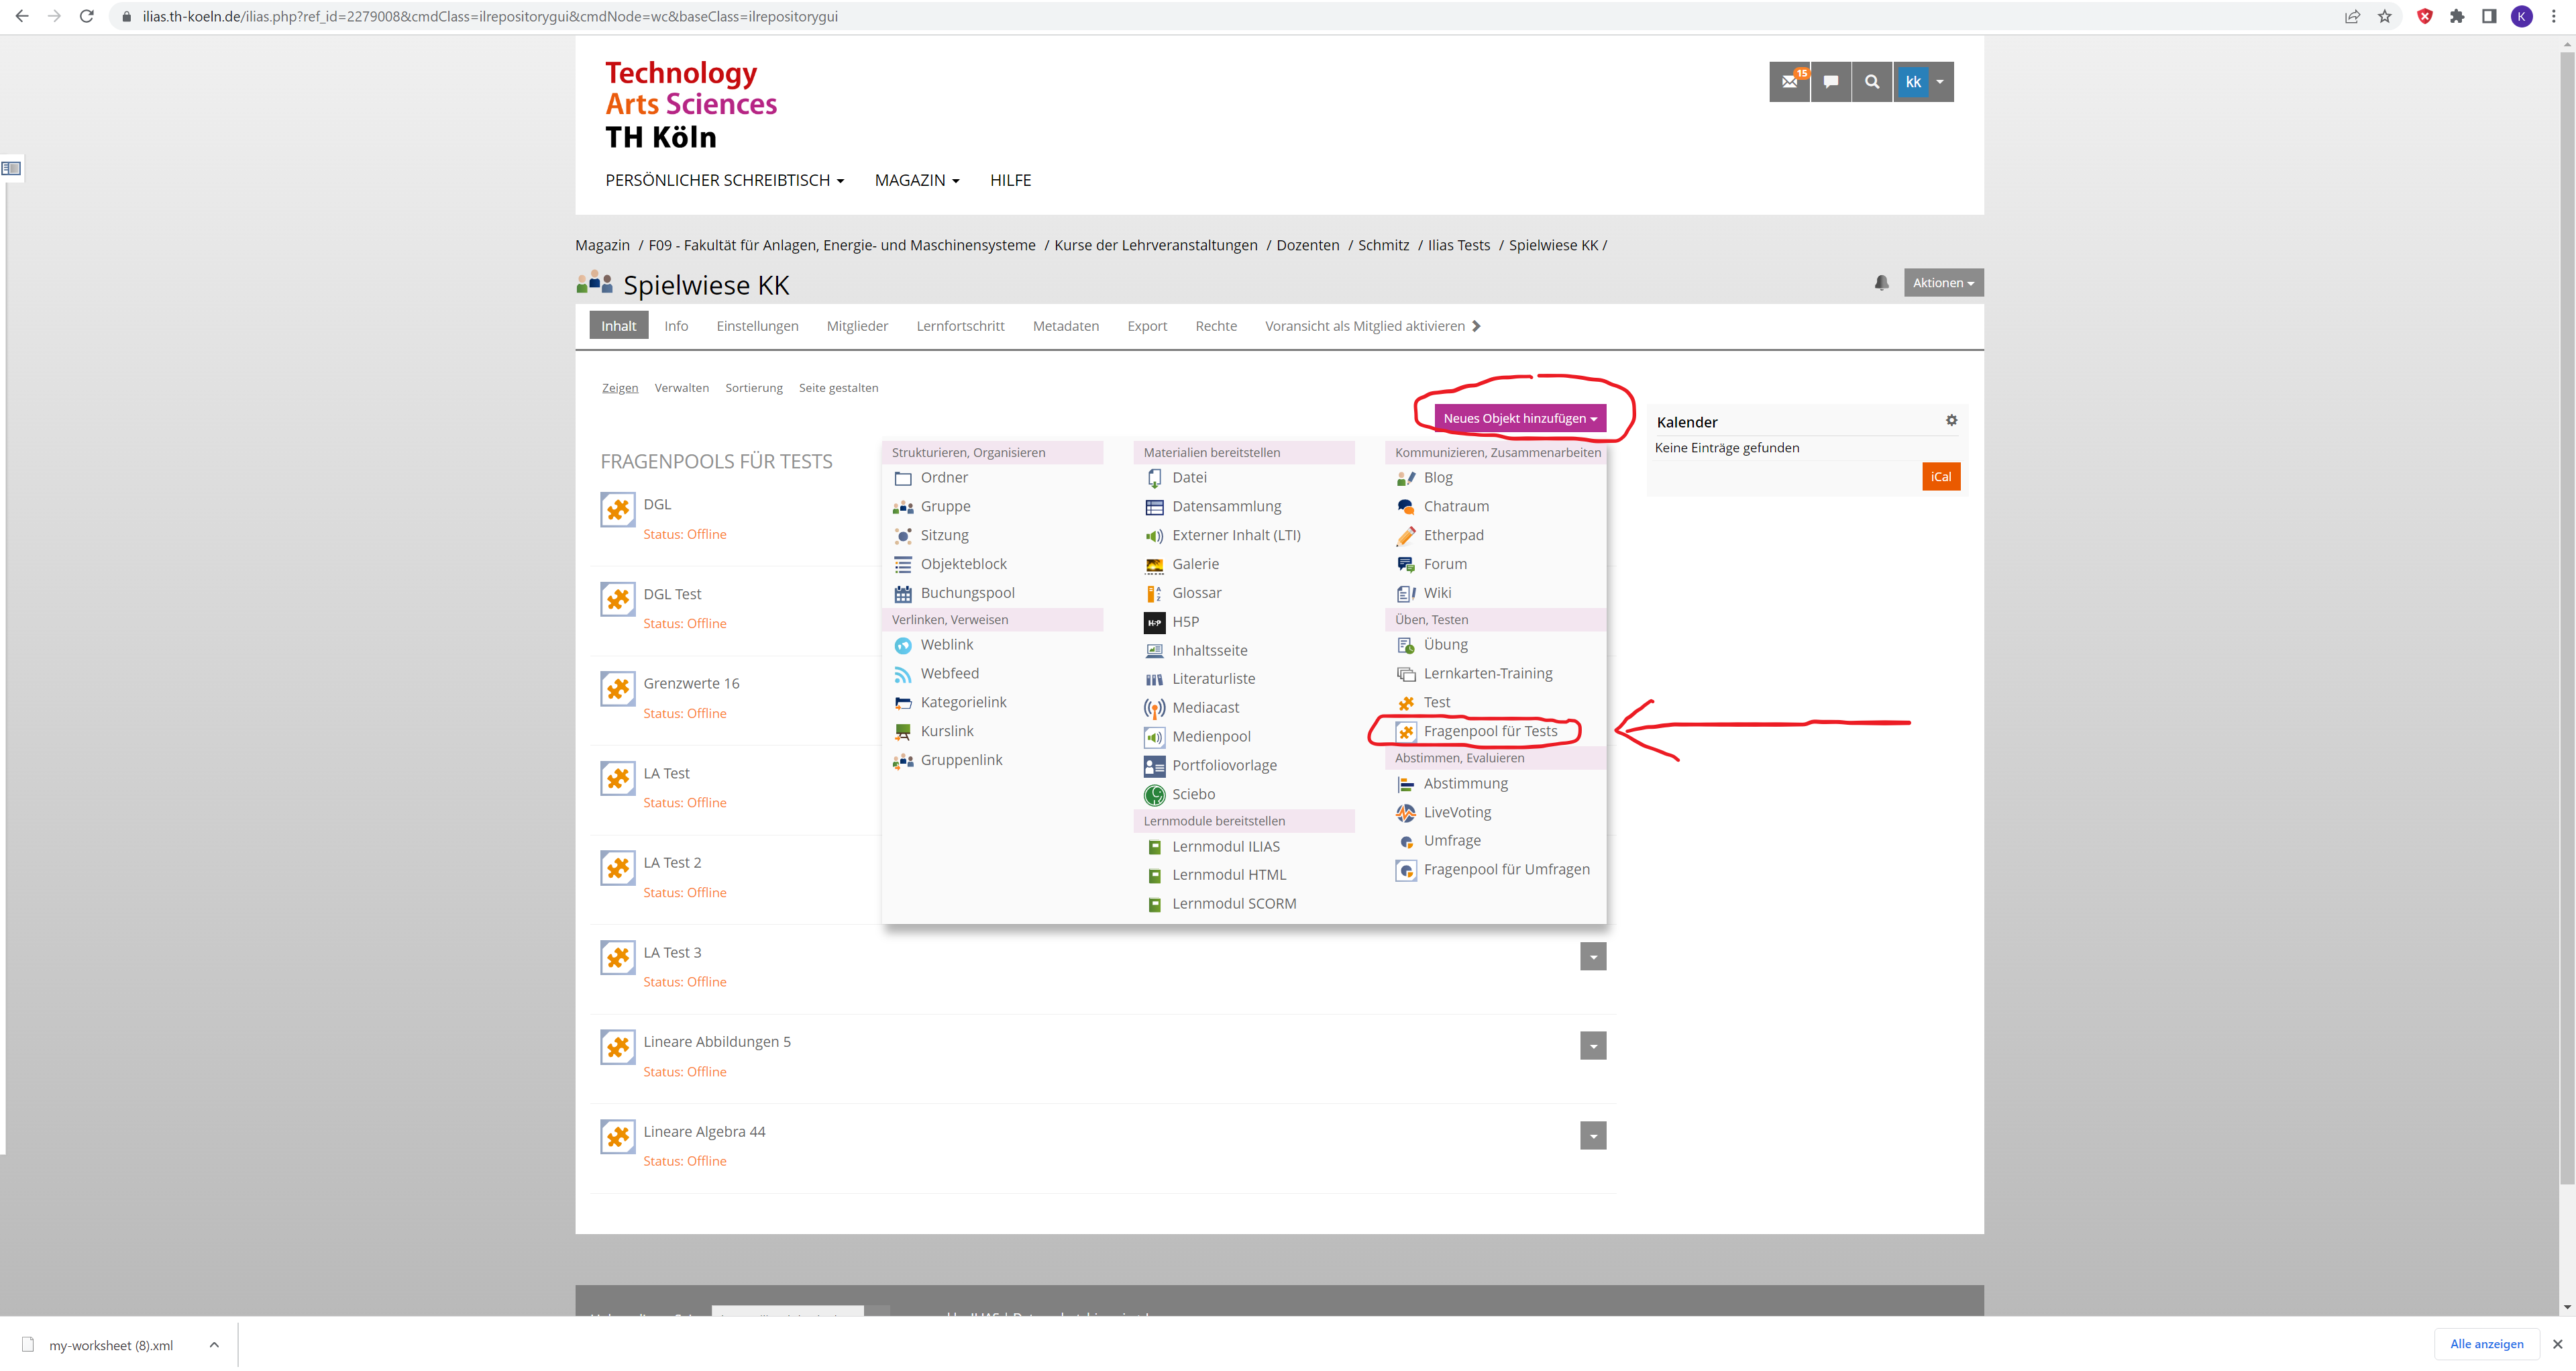 ilias.th-koeln.de/ilias.php?ref_id=2279008&cmdClass=ilrepositorygui&cmdNode=wc&baseClass=ilrepositorygui
K
Technology
Arts Sciences
TH Köln
15
kk
PERSÖNLICHER SCHREIBTISCH
MAGAZIN
HILFE
Magazin / F09 - Fakultät für Anlagen, Energie- und Maschinensysteme / Kurse der Lehrveranstaltungen / Dozenten / Schmitz / Ilias Tests / Spielwiese KK /
Spielwiese KK
Aktionen
Inhalt Info Einstellungen Mitglieder Lernfortschritt Metadaten Export Rechte Voransicht als Mitglied aktivieren
Zeigen Verwalten Sortierung Seite gestalten
Neues Objekt hinzufügen
FRAGENPOOLS FÜR TESTS
DGL
Status: Offline
DGL Test
Status: Offline
Grenzwerte 16
Status: Offline
LA Test
Status: Offline
LA Test 2
Status: Offline
LA Test 3
Status: Offline
Lineare Abbildungen 5
Status: Offline
Lineare Algebra 44
Status: Offline
Strukturieren, Organisieren
Ordner
Gruppe
Sitzung
Objekteblock
Buchungspool
Verlinken, Verweisen
Weblink
Webfeed
Kategorielink
Kurslink
Gruppenlink
Materialien bereitstellen
Datei
Datensammlung
Externer Inhalt (LTI)
Galerie
Glossar
H5P
H5P
Inhaltsseite
Literaturliste
Mediacast
Medienpool
Portfoliovorlage
Sciebo
Lernmodule bereitstellen
Lernmodul ILIAS
Lernmodul HTML
Lernmodul SCORM
Kommunizieren, Zusammenarbeiten
Blog
Chatraum
Etherpad
Forum
Wiki
Üben, Testen
Übung
Lernkarten-Training
Test
Fragenpool für Tests
Abstimmen, Evaluieren
Abstimmung
LiveVoting
Umfrage
Fragenpool für Umfragen
Kalender
Keine Einträge gefunden
iCal
my-worksheet (8).xml
Alle anzeigen